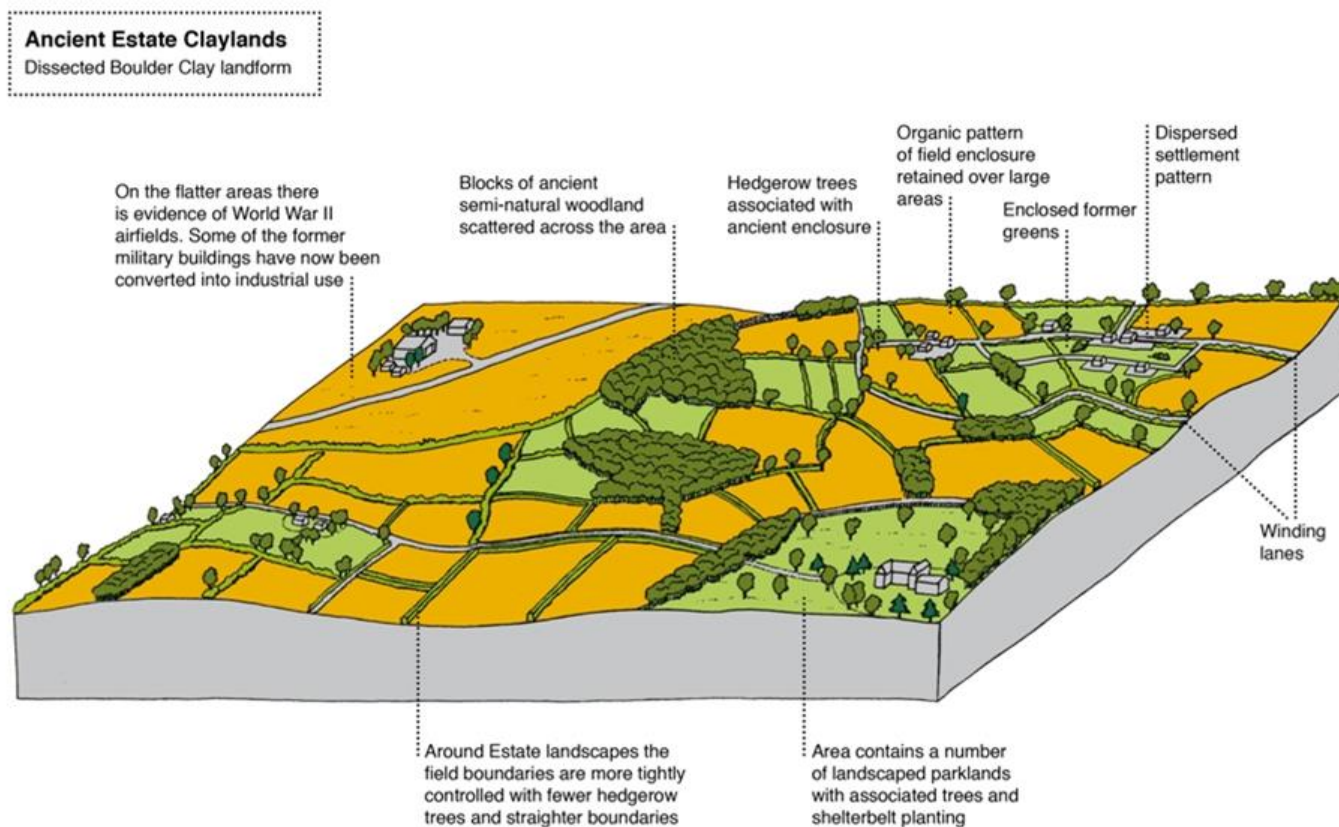 Ancient Estate Claylands
Dissected Boulder Clay landform
On the flatter areas there
is evidence of World War II
airfields. Some of the former
military buildings have now been
converted into industrial use
Blocks of ancient
semi-natural woodland
scattered across the area
Hedgerow trees
associated with
ancient enclosure
Organic pattern
of field enclosure
retained over large
areas
Enclosed former
greens
Dispersed
settlement
pattern
Winding
lanes
Around Estate landscapes the
field boundaries are more tightly
controlled with fewer hedgerow
trees and straighter boundaries
Area contains a number
of landscaped parklands
with associated trees and
shelterbelt planting